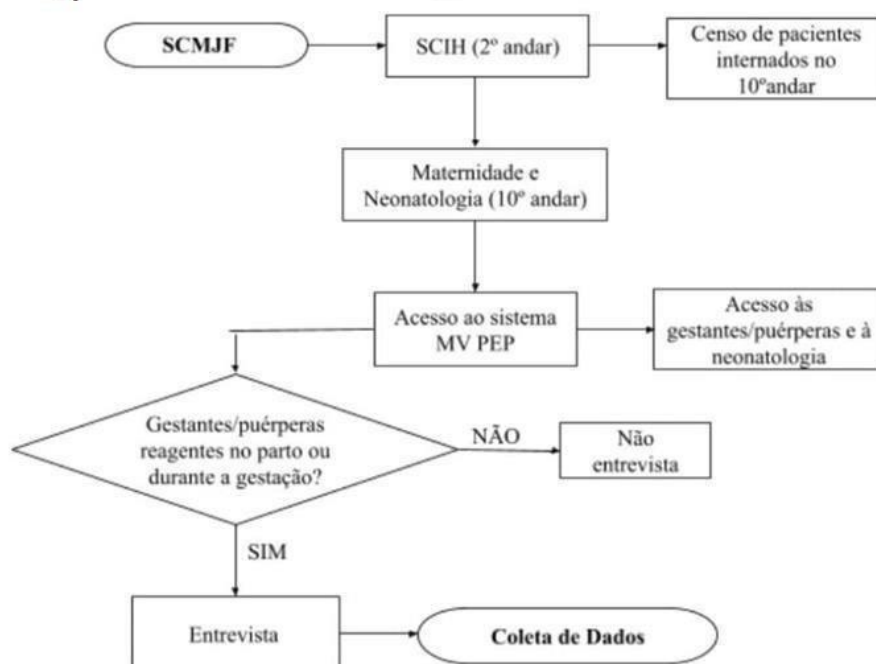 SCMJF
SCIH (2º andar)
Censo de pacientes
internados no
10ºandar
Maternidade e
Neonatologia (10º andar)
Acesso ao sistema
MV PEP
Acesso às
gestantes/puérperas e à
neonatologia
Gestantes/puérperas
reagentes no parto ou
durante a gestação?
NÃO
Não
entrevista
SIM
Entrevista
Coleta de Dados